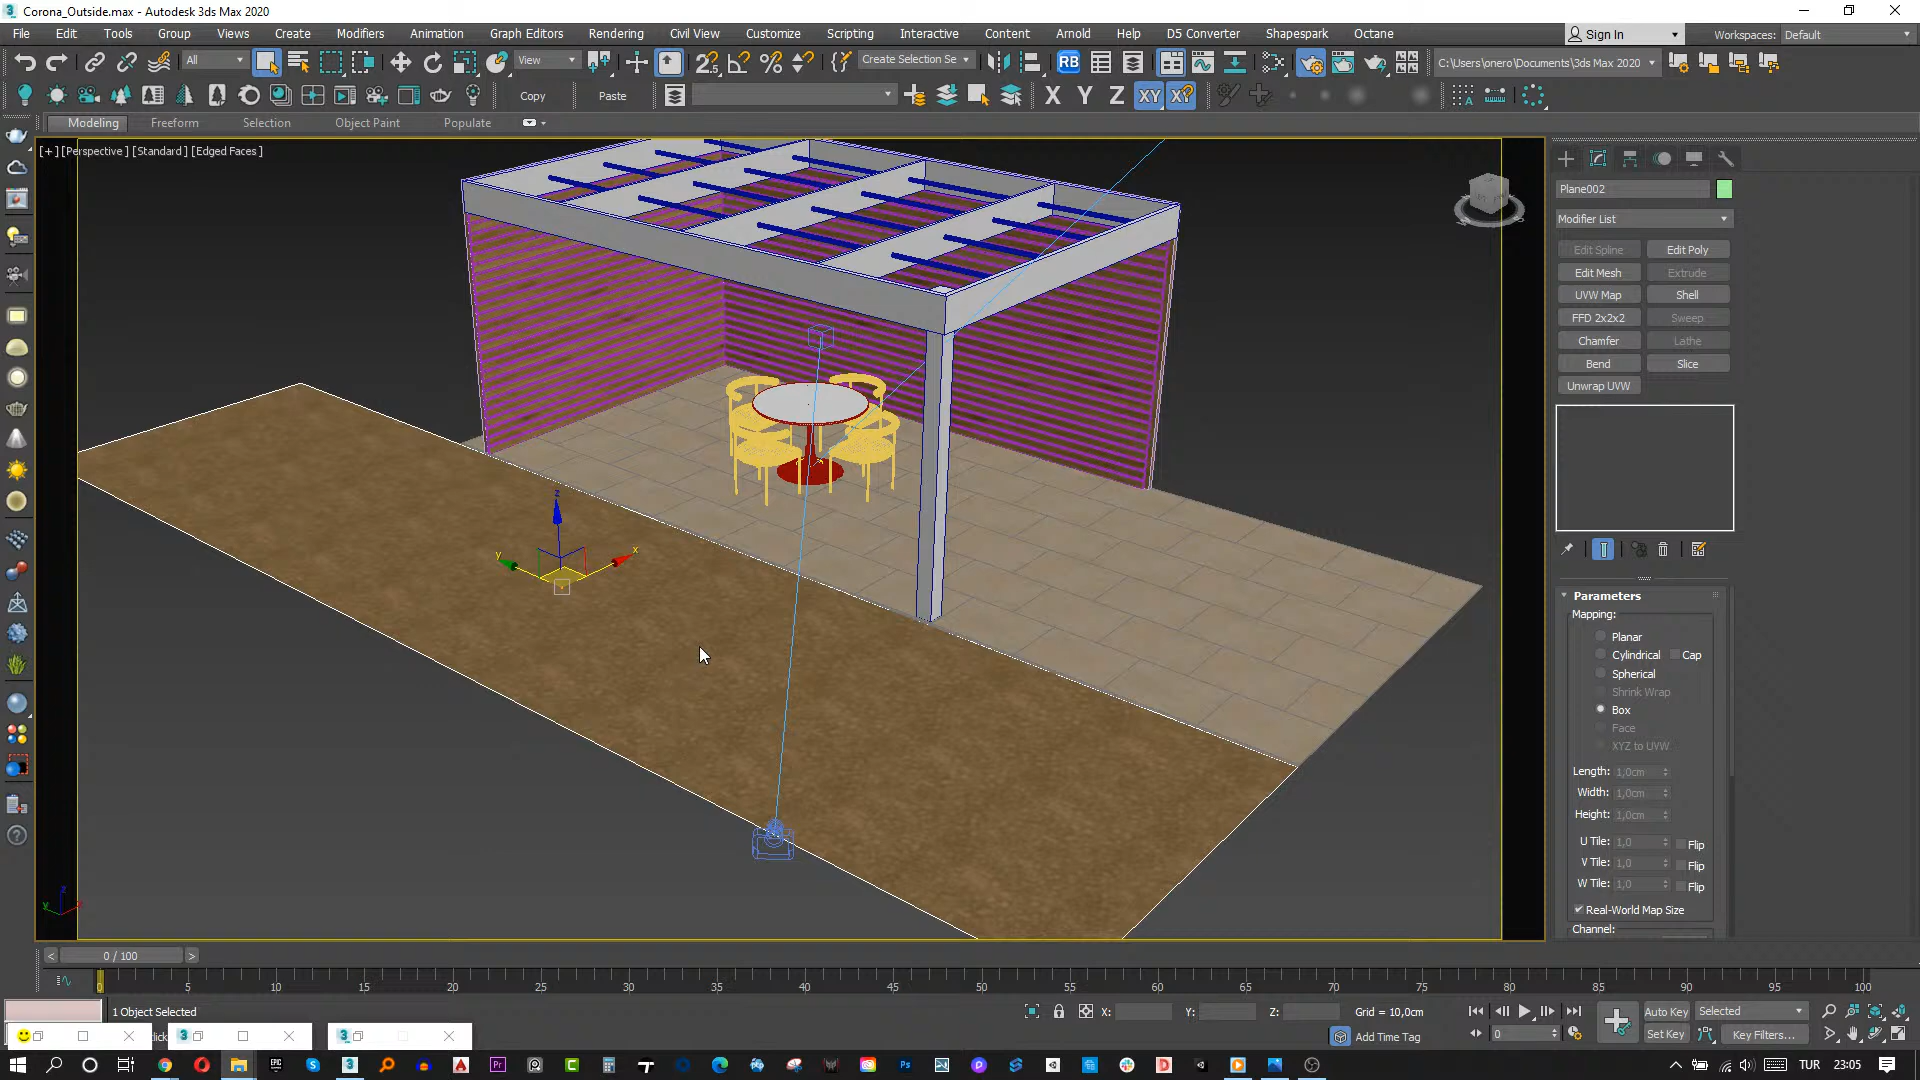 Corona_Outside.max - Autodesk 3ds Max 2020
File Edit Tools Group Views Create Modifiers Animation Graph Editors Rendering Civil View Customize Scripting Interactive Content Arnold Help D5 Converter Shapespark Octane Sign In Workspaces: Default
All View Create Selection Se RB C:\Users\onero\Documents\3ds Max 2020
Copy Paste X Y Z XY XY
Modeling Freeform Selection Object Paint Populate
[+] [Perspective ] [Standard ] [Edged Faces ]
Plane002
Modifier List
Edit Spline Edit Poly
Edit Mesh Extrude
UVW Map Shell
FFD 2x2x2 Sweep
Chamfer Lathe
Bend Slice
Unwrap UVW
z
y x
Parameters
Mapping:
Planar
Cylindrical Cap
Spherical
Shrink Wrap
Box
Face
XYZ to UVW
Length: 1,0cm
Width: 1,0cm
Height: 1,0cm
U Tile: 1,0 Flip
V Tile: 1,0 Flip
W Tile: 1,0 Flip
Real-World Map Size
Channel:
z
y
< 0 / 100 >
0 5 10 15 20 25 30 35 40 45 50 55 60 65 70 75 80 85 90 95 100
1 Object Selected X: Y: Z: Grid = 10,0cm Auto Key Selected
click Add Time Tag 0 Set Key Key Filters...
TUR 23:05